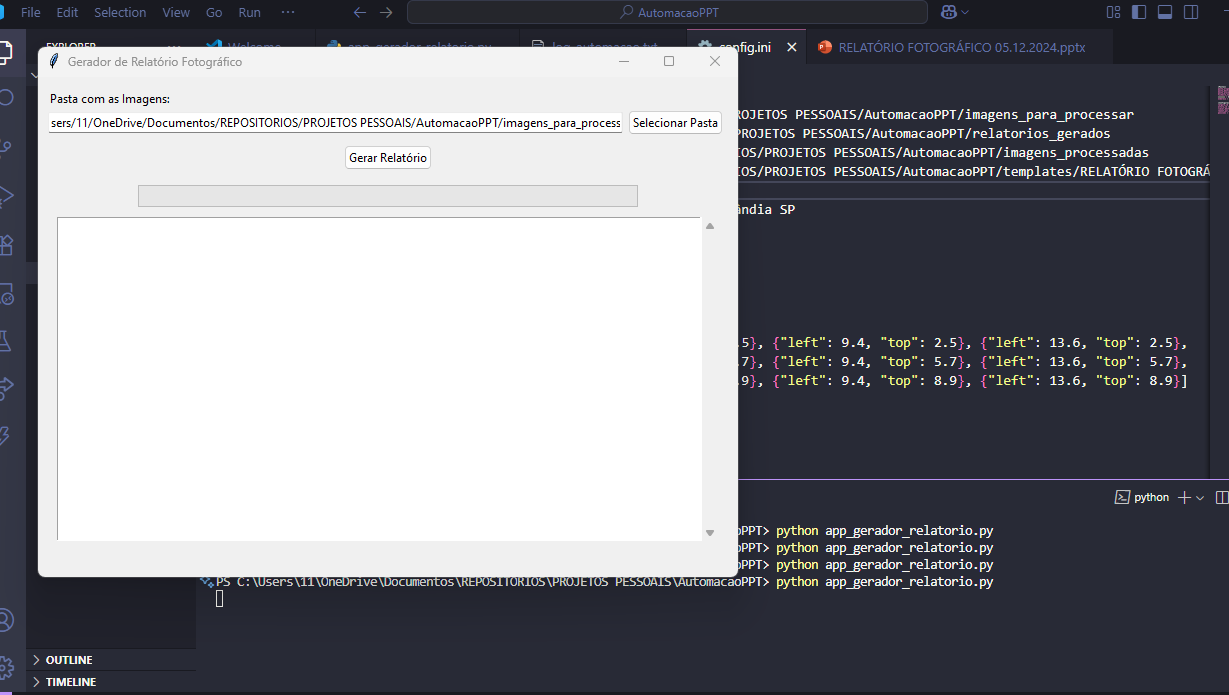 File Edit Selection View Go Run ··· AutomacaoPPT
config.ini RELATÓRIO FOTOGRÁFICO 05.12.2024.pptx
Gerador de Relatório Fotográfico
Pasta com as Imagens:
sers/11/OneDrive/Documentos/REPOSITORIOS/PROJETOS PESSOAIS/AutomacaoPPT/imagens_para_process Selecionar Pasta
Gerar Relatório
ROJETOS PESSOAIS/AutomacaoPPT/imagens_para_processar
PROJETOS PESSOAIS/AutomacaoPPT/relatorios_gerados
IOS/PROJETOS PESSOAIS/AutomacaoPPT/imagens_processadas
IOS/PROJETOS PESSOAIS/AutomacaoPPT/templates/RELATÓRIO FOTOGRÁ
ândia SP
.5}, {"left": 9.4, "top": 2.5}, {"left": 13.6, "top": 2.5},
.7}, {"left": 9.4, "top": 5.7}, {"left": 13.6, "top": 5.7},
.9}, {"left": 9.4, "top": 8.9}, {"left": 13.6, "top": 8.9}]
python
oPPT> python app_gerador_relatorio.py
oPPT> python app_gerador_relatorio.py
oPPT> python app_gerador_relatorio.py
PS C:\Users\11\OneDrive\Documentos\REPOSITORIOS\PROJETOS PESSOAIS\AutomacaoPPT> python app_gerador_relatorio.py
OUTLINE
TIMELINE